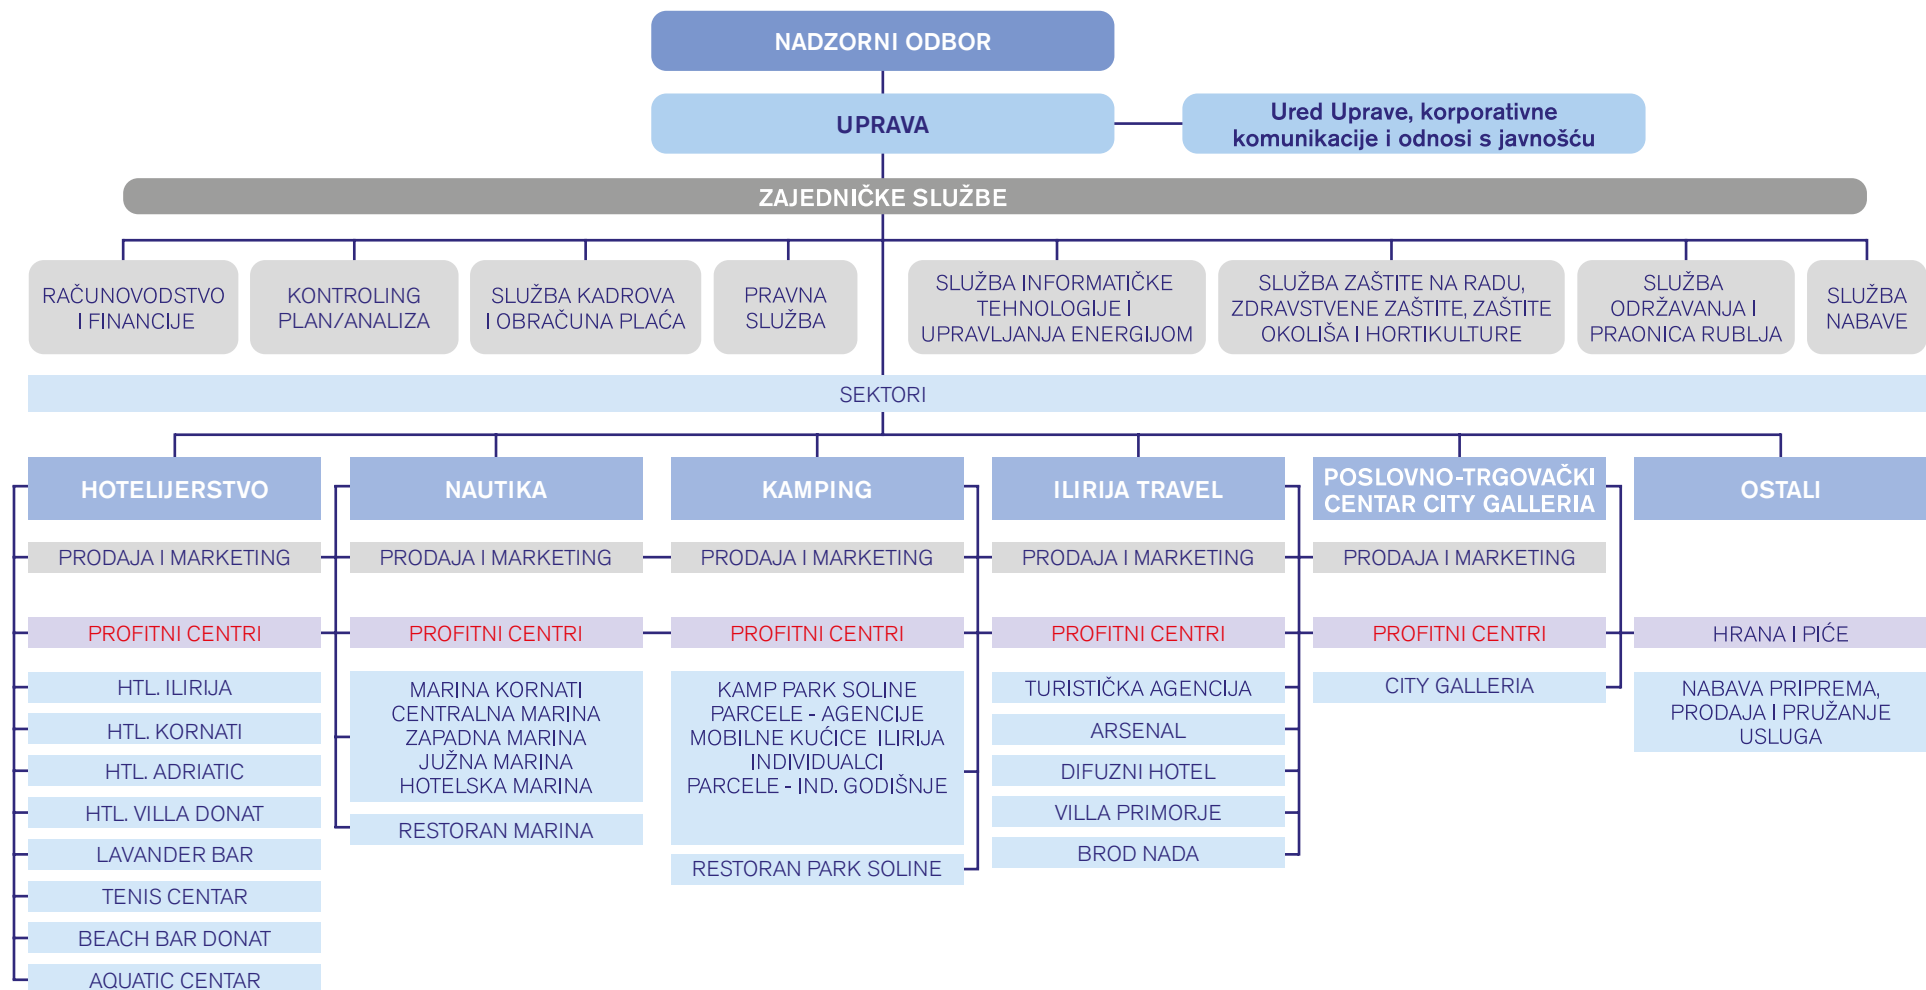 NADZORNI ODBOR
UPRAVA
Ured Uprave, korporativne
komunikacije i odnosi s javnošću
ZAJEDNIČKE SLUŽBE
RAČUNOVODSTVO
I FINANCIJE
KONTROLING
PLAN/ANALIZA
SLUŽBA KADROVA
I OBRAČUNA PLAĆA
PRAVNA
SLUŽBA
SLUŽBA INFORMATIČKE
TEHNOLOGIJE I
UPRAVLJANJA ENERGIJOM
SLUŽBA ZAŠTITE NA RADU,
ZDRAVSTVENE ZAŠTITE, ZAŠTITE
OKOLIŠA I HORTIKULTURE
SLUŽBA
ODRŽAVANJA I
PRAONICA RUBLJA
SLUŽBA
NABAVE
SEKTORI
HOTELIJERSTVO
PRODAJA I MARKETING
PROFITNI CENTRI
HTL. ILIRIJA
HTL. KORNATI
HTL. ADRIATIC
HTL. VILLA DONAT
LAVANDER BAR
TENIS CENTAR
BEACH BAR DONAT
AQUATIC CENTAR
NAUTIKA
PRODAJA I MARKETING
PROFITNI CENTRI
MARINA KORNATI
CENTRALNA MARINA
ZAPADNA MARINA
JUŽNA MARINA
HOTELSKA MARINA
RESTORAN MARINA
KAMPING
PRODAJA I MARKETING
PROFITNI CENTRI
KAMP PARK SOLINE
PARCELE - AGENCIJE
MOBILNE KUĆICE ILIRIJA
INDIVIDUALCI
PARCELE - IND. GODIŠNJE
RESTORAN PARK SOLINE
ILIRIJA TRAVEL
PRODAJA I MARKETING
PROFITNI CENTRI
TURISTIČKA AGENCIJA
ARSENAL
DIFUZNI HOTEL
VILLA PRIMORJE
BROD NADA
POSLOVNO-TRGOVAČKI
CENTAR CITY GALLERIA
PRODAJA I MARKETING
PROFITNI CENTRI
CITY GALLERIA
OSTALI
HRANA I PIĆE
NABAVA PRIPREMA,
PRODAJA I PRUŽANJE
USLUGA